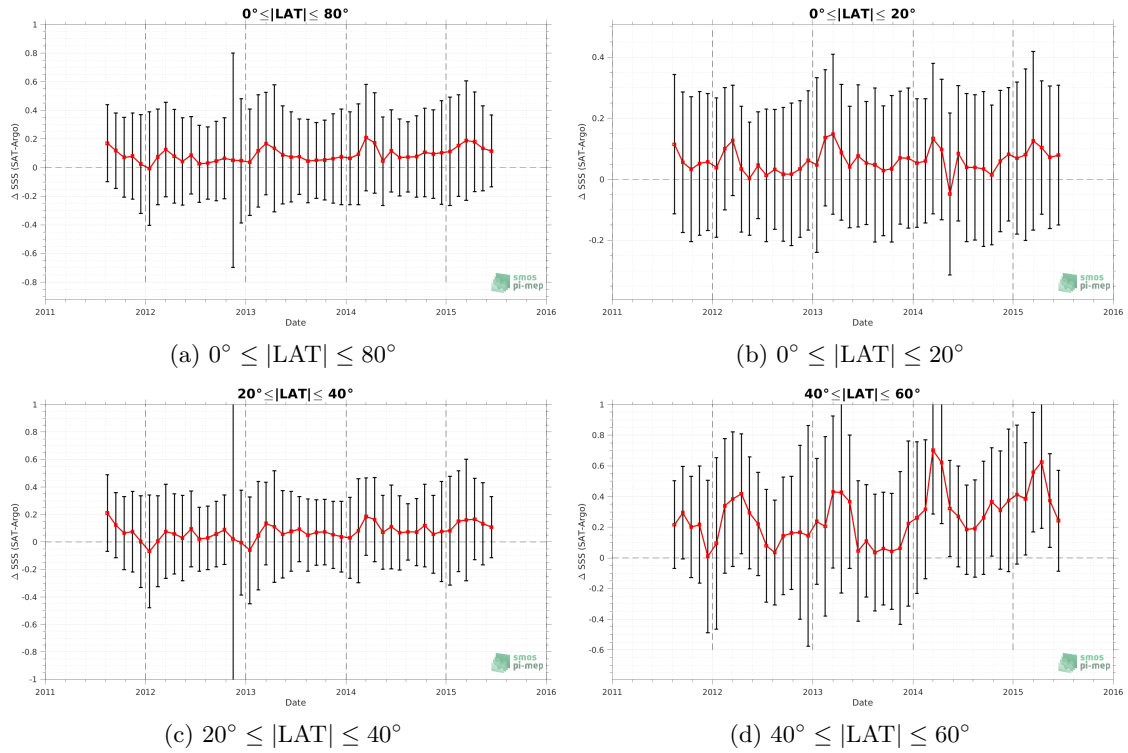 0°≤|LAT|≤ 80°
1
0.8
0.6
0.4
0.2
0
-0.2
-0.4
-0.6
-0.8
Δ SSS (SAT-Argo)
2011 2012 2013 2014 2015 2016
Date
smos
pi-mep
(a) 0° ≤ |LAT| ≤ 80°
0°≤|LAT|≤ 20°
0.4
0.2
0
-0.2
Δ SSS (SAT-Argo)
2011 2012 2013 2014 2015 2016
Date
smos
pi-mep
(b) 0° ≤ |LAT| ≤ 20°
20°≤|LAT|≤ 40°
1
0.8
0.6
0.4
0.2
0
-0.2
-0.4
-0.6
-0.8
-1
Δ SSS (SAT-Argo)
2011 2012 2013 2014 2015 2016
Date
smos
pi-mep
(c) 20° ≤ |LAT| ≤ 40°
40°≤|LAT|≤ 60°
1
0.8
0.6
0.4
0.2
0
-0.2
-0.4
-0.6
Δ SSS (SAT-Argo)
2011 2012 2013 2014 2015 2016
Date
smos
pi-mep
(d) 40° ≤ |LAT| ≤ 60°